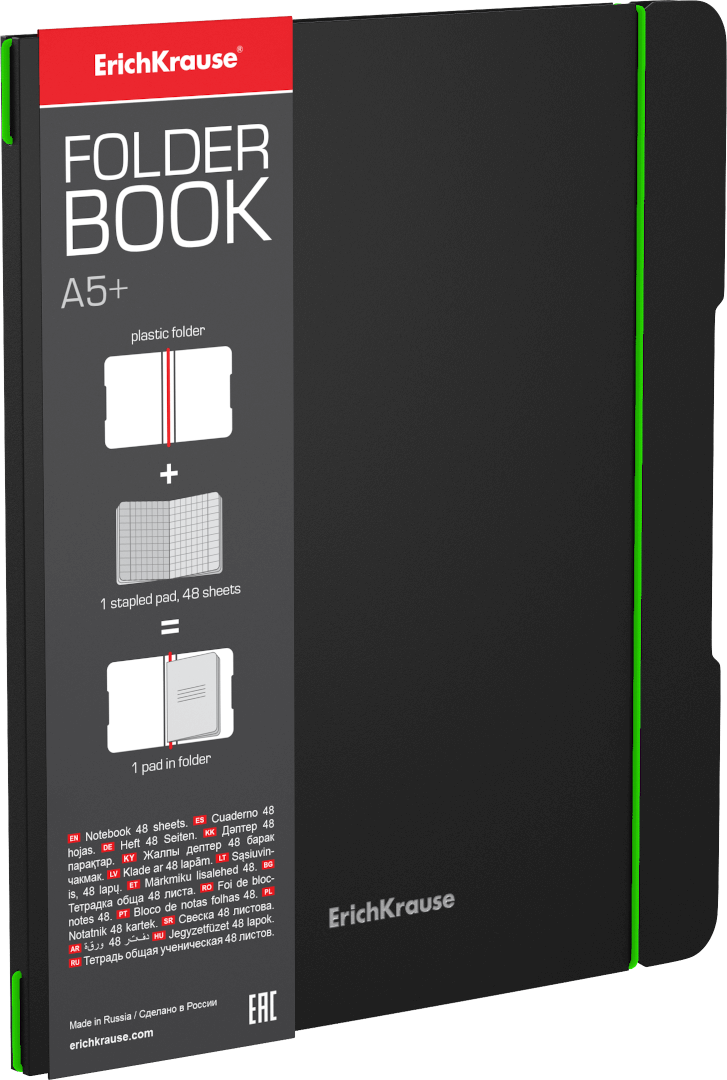 ErichKrause®
FOLDER
BOOK
A5+
plastic folder
+
1 stapled pad, 48 sheets
=
1 pad in folder
EN Notebook 48 sheets. ES Cuaderno 48
hojas. DE Heft 48 Seiten. KK Дәптер 48
парақтар. KY Жалпы дептер 48 барак
чакмак. LV Klade ar 48 lapām. LT Sąsiuvin-
is, 48 lapų. ET Märkmiku lisalehed 48. BG
Тетрадка обща 48 листа. RO Foi de bloc-
notes 48. PT Bloco de notas folhas 48. PL
Notatnik 48 kartek. SR Свеска 48 листова.
AR دفتر 48 ورقة HU Jegyzetfüzet 48 lapok.
RU Тетрадь общая ученическая 48 листов.
Made in Russia / Сделано в России
erichkrause.com
EAC
ErichKrause